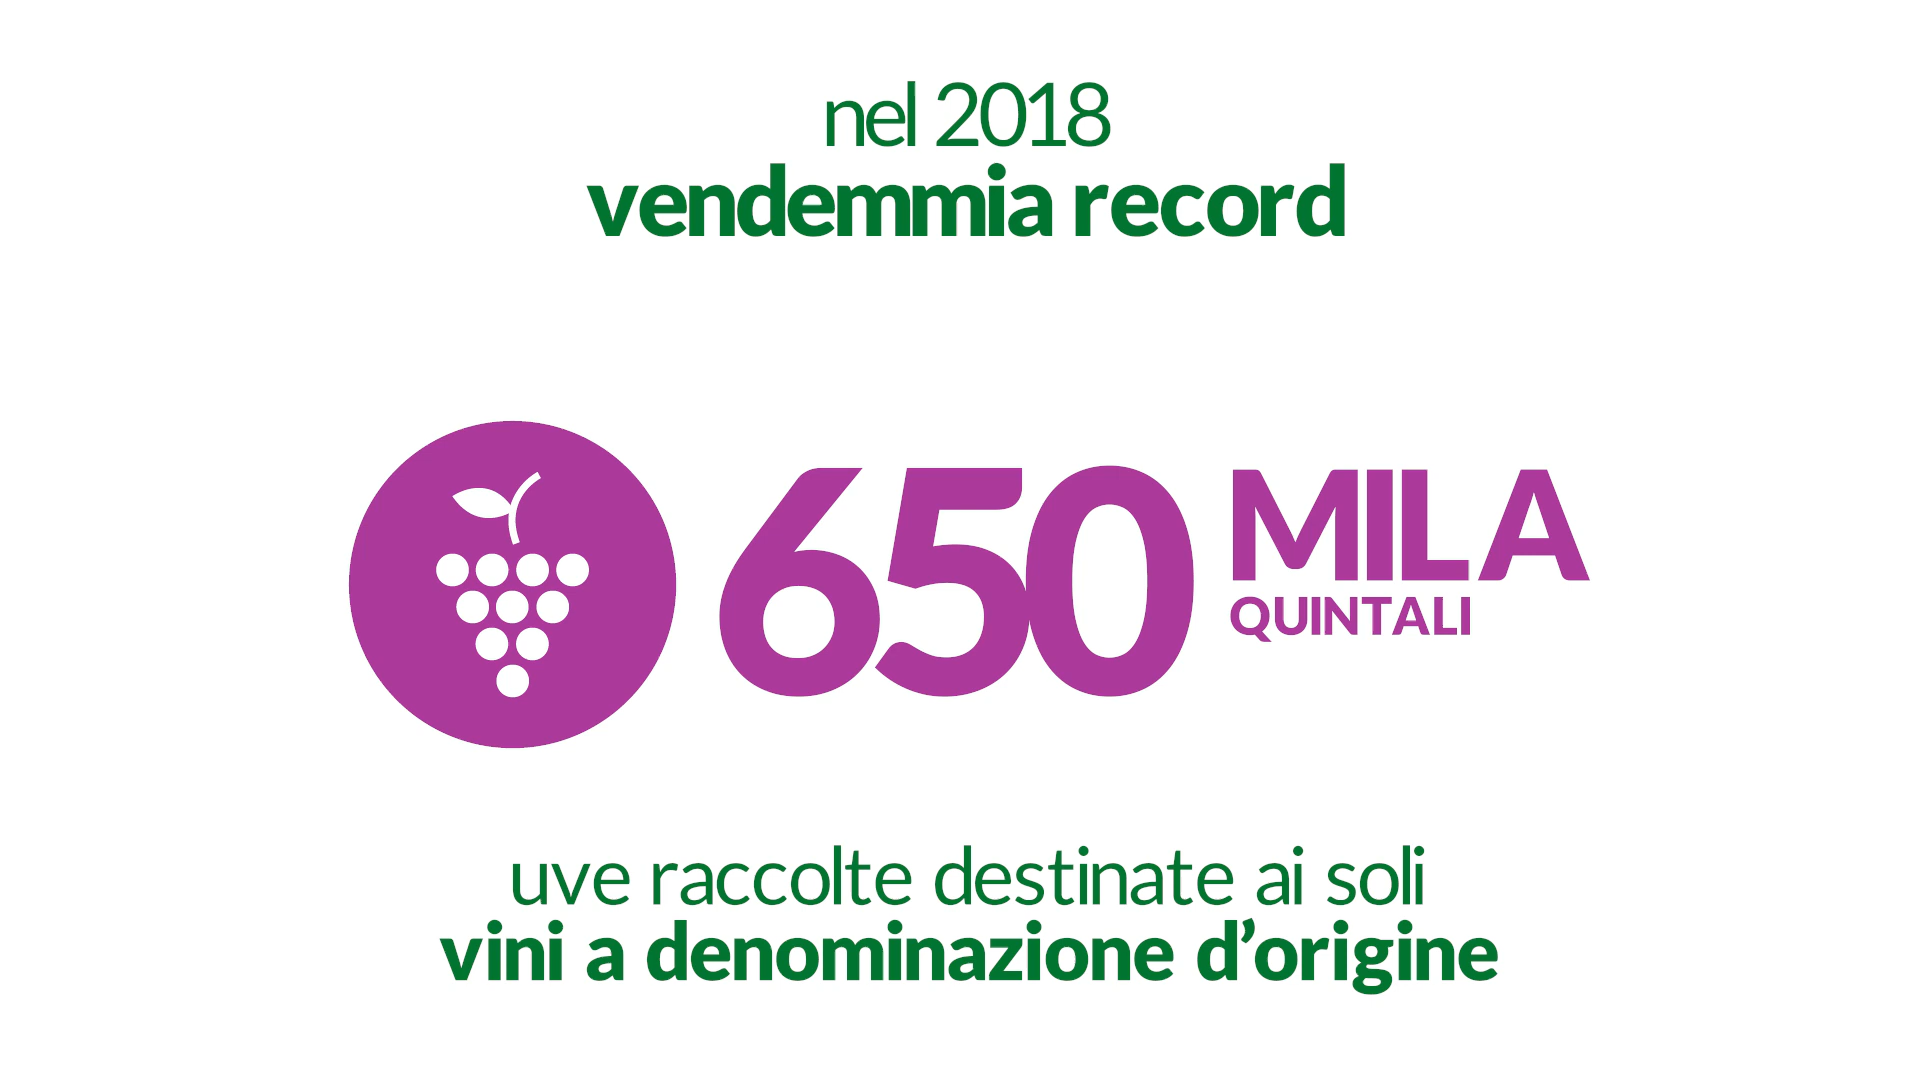 nel 2018
vendemmia record
650 MILA
QUINTALI
uve raccolte destinate ai soli
vini a denominazione d’origine